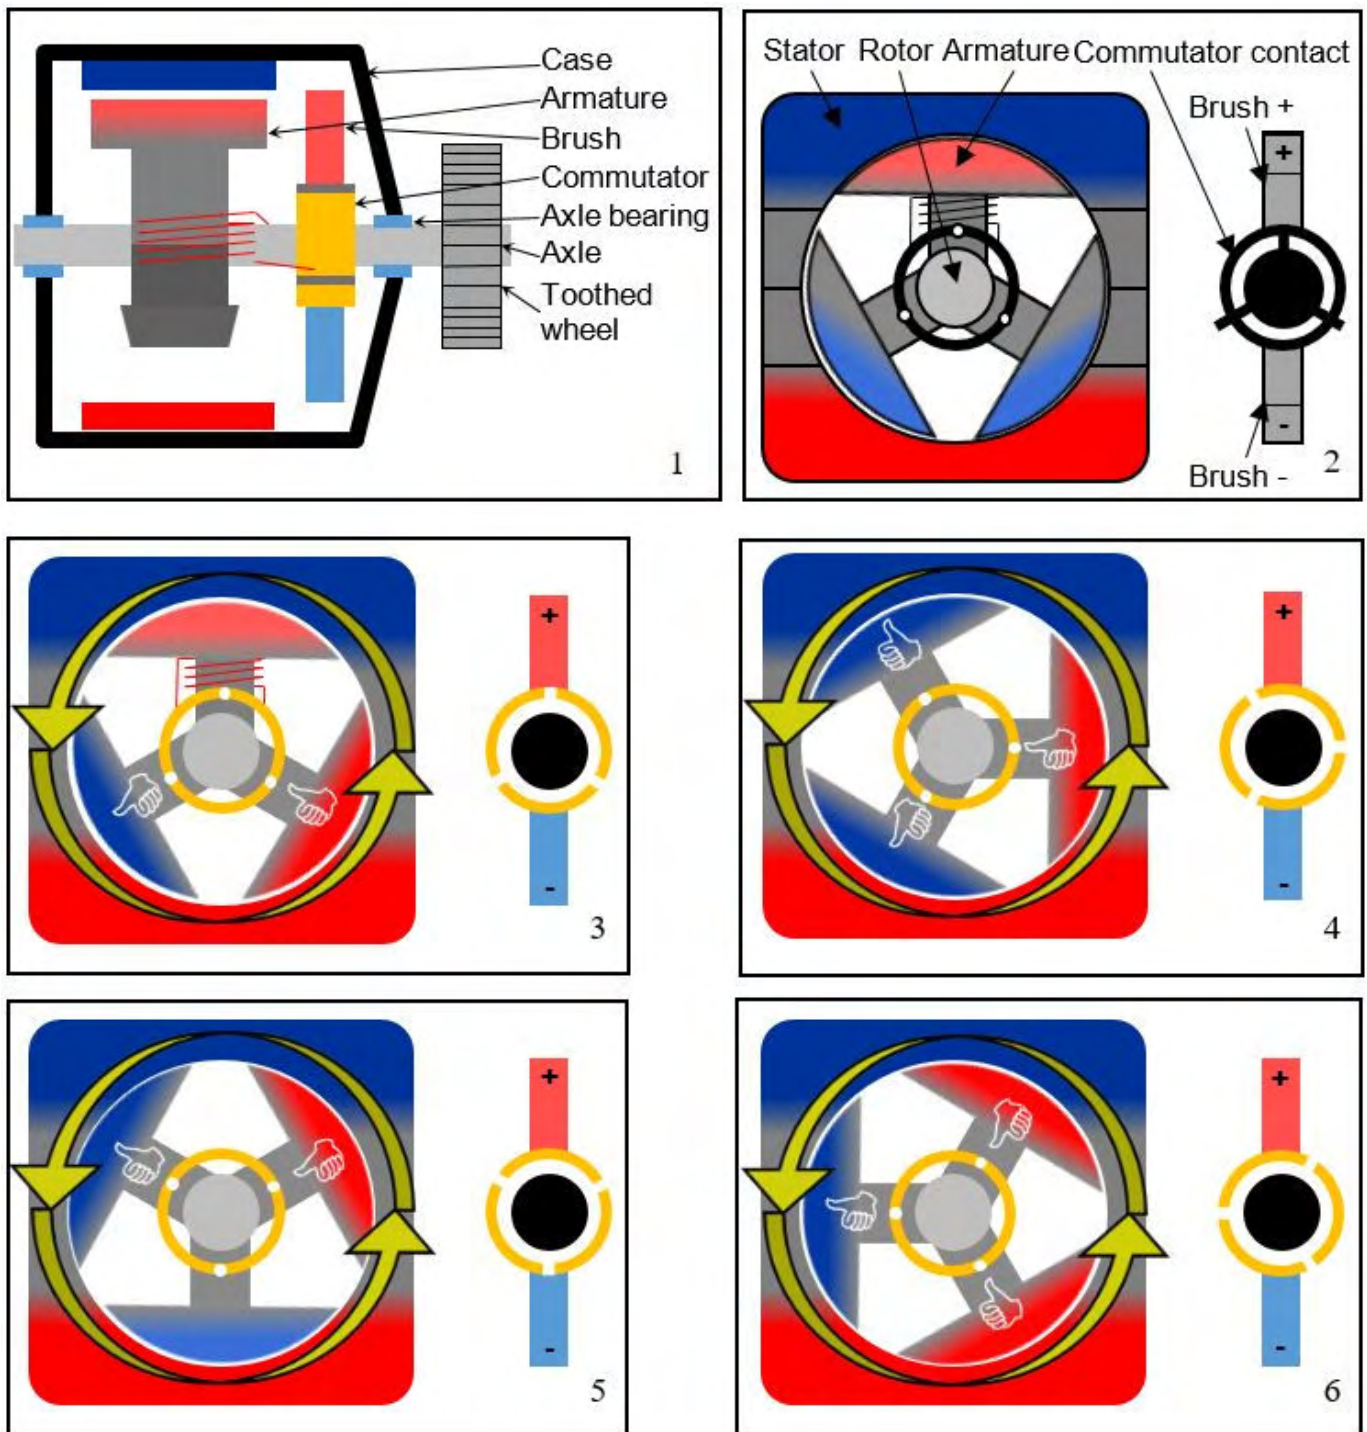 Case
Armature
Brush
Commutator
Axle bearing
Axle
Toothed
wheel
1
Stator Rotor Armature Commutator contact
Brush +
+
-
Brush -
2
+
-
3
+
-
4
+
-
5
+
-
6